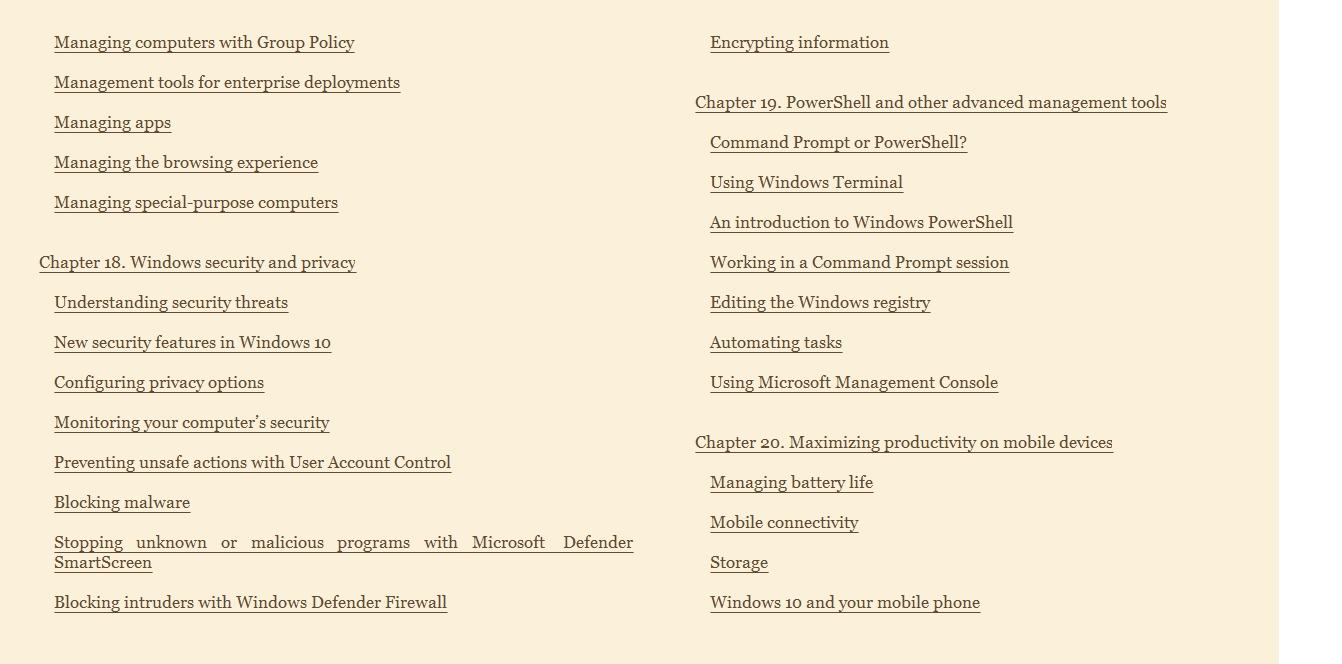 Managing computers with Group Policy
Management tools for enterprise deployments
Managing apps
Managing the browsing experience
Managing special-purpose computers
Chapter 18. Windows security and privacy
Understanding security threats
New security features in Windows 10
Configuring privacy options
Monitoring your computer’s security
Preventing unsafe actions with User Account Control
Blocking malware
Stopping unknown or malicious programs with Microsoft Defender
SmartScreen
Blocking intruders with Windows Defender Firewall
Encrypting information
Chapter 19. PowerShell and other advanced management tools
Command Prompt or PowerShell?
Using Windows Terminal
An introduction to Windows PowerShell
Working in a Command Prompt session
Editing the Windows registry
Automating tasks
Using Microsoft Management Console
Chapter 20. Maximizing productivity on mobile devices
Managing battery life
Mobile connectivity
Storage
Windows 10 and your mobile phone